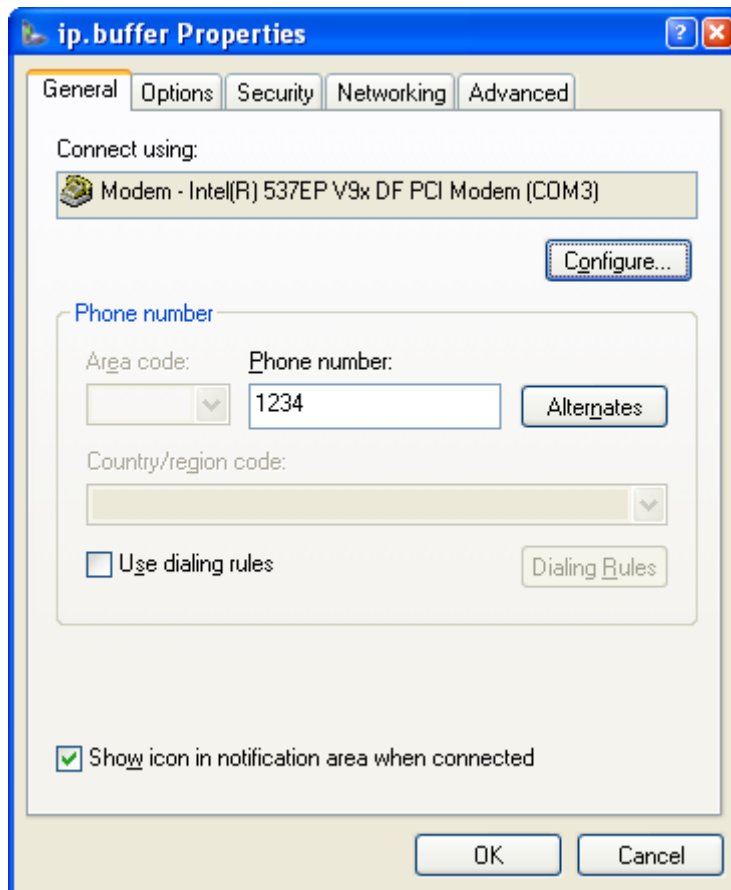 ip.buffer Properties
General Options Security Networking Advanced
Connect using:
Modem - Intel(R) 537EP V9x DF PCI Modem (COM3)
Configure...
Phone number
Area code: Phone number:
1234 Alternates
Country/region code:
Use dialing rules Dialing Rules
Show icon in notification area when connected
OK Cancel